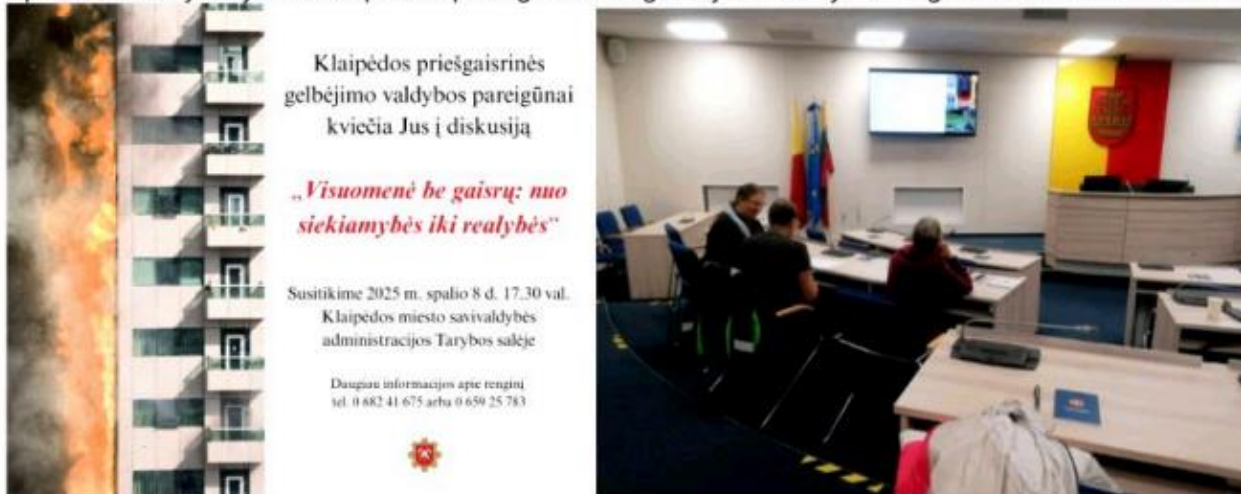 Klaipėdos priešgaisrinės
gelbėjimo valdybos pareigūnai
kviečia Jus į diskusiją
„Visuomenė be gaisrų: nuo
siekiamybės iki realybės“
Susitikime 2025 m. spalio 8 d. 17.30 val.
Klaipėdos miesto savivaldybės
administracijos Tarybos salėje
Daugiau informacijos apie renginį
tel. 0 682 41 675 arba 0 659 25 783